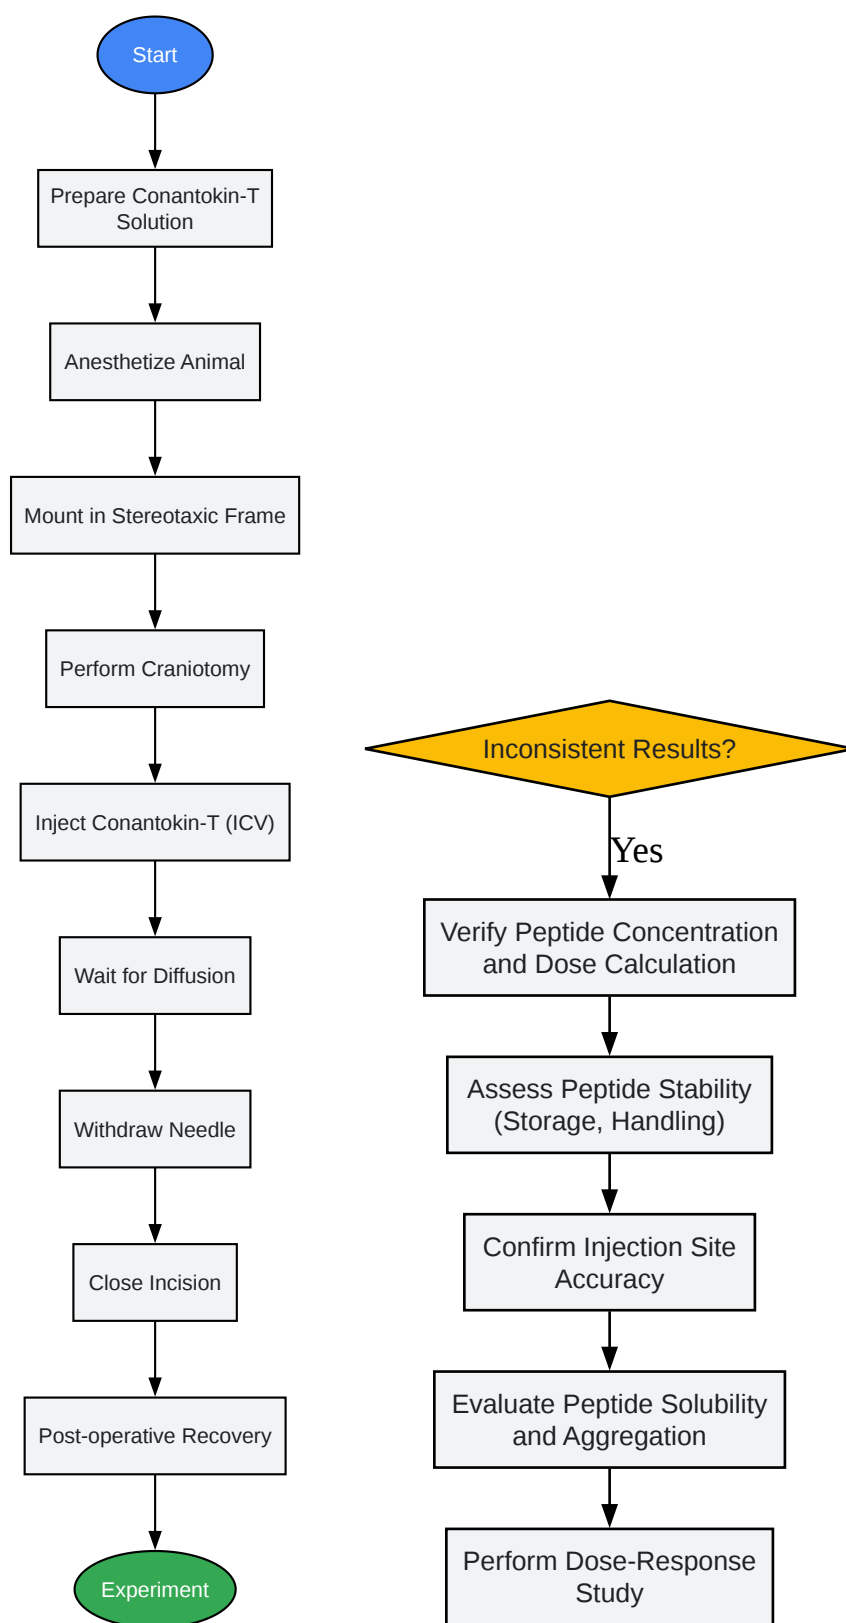 Start
Prepare Conantokin-T
Solution
Anesthetize Animal
Mount in Stereotaxic Frame
Perform Craniotomy
Inject Conantokin-T (ICV)
Wait for Diffusion
Withdraw Needle
Close Incision
Post-operative Recovery
Experiment
Inconsistent Results?
Yes
Verify Peptide Concentration
and Dose Calculation
Assess Peptide Stability
(Storage, Handling)
Confirm Injection Site
Accuracy
Evaluate Peptide Solubility
and Aggregation
Perform Dose-Response
Study